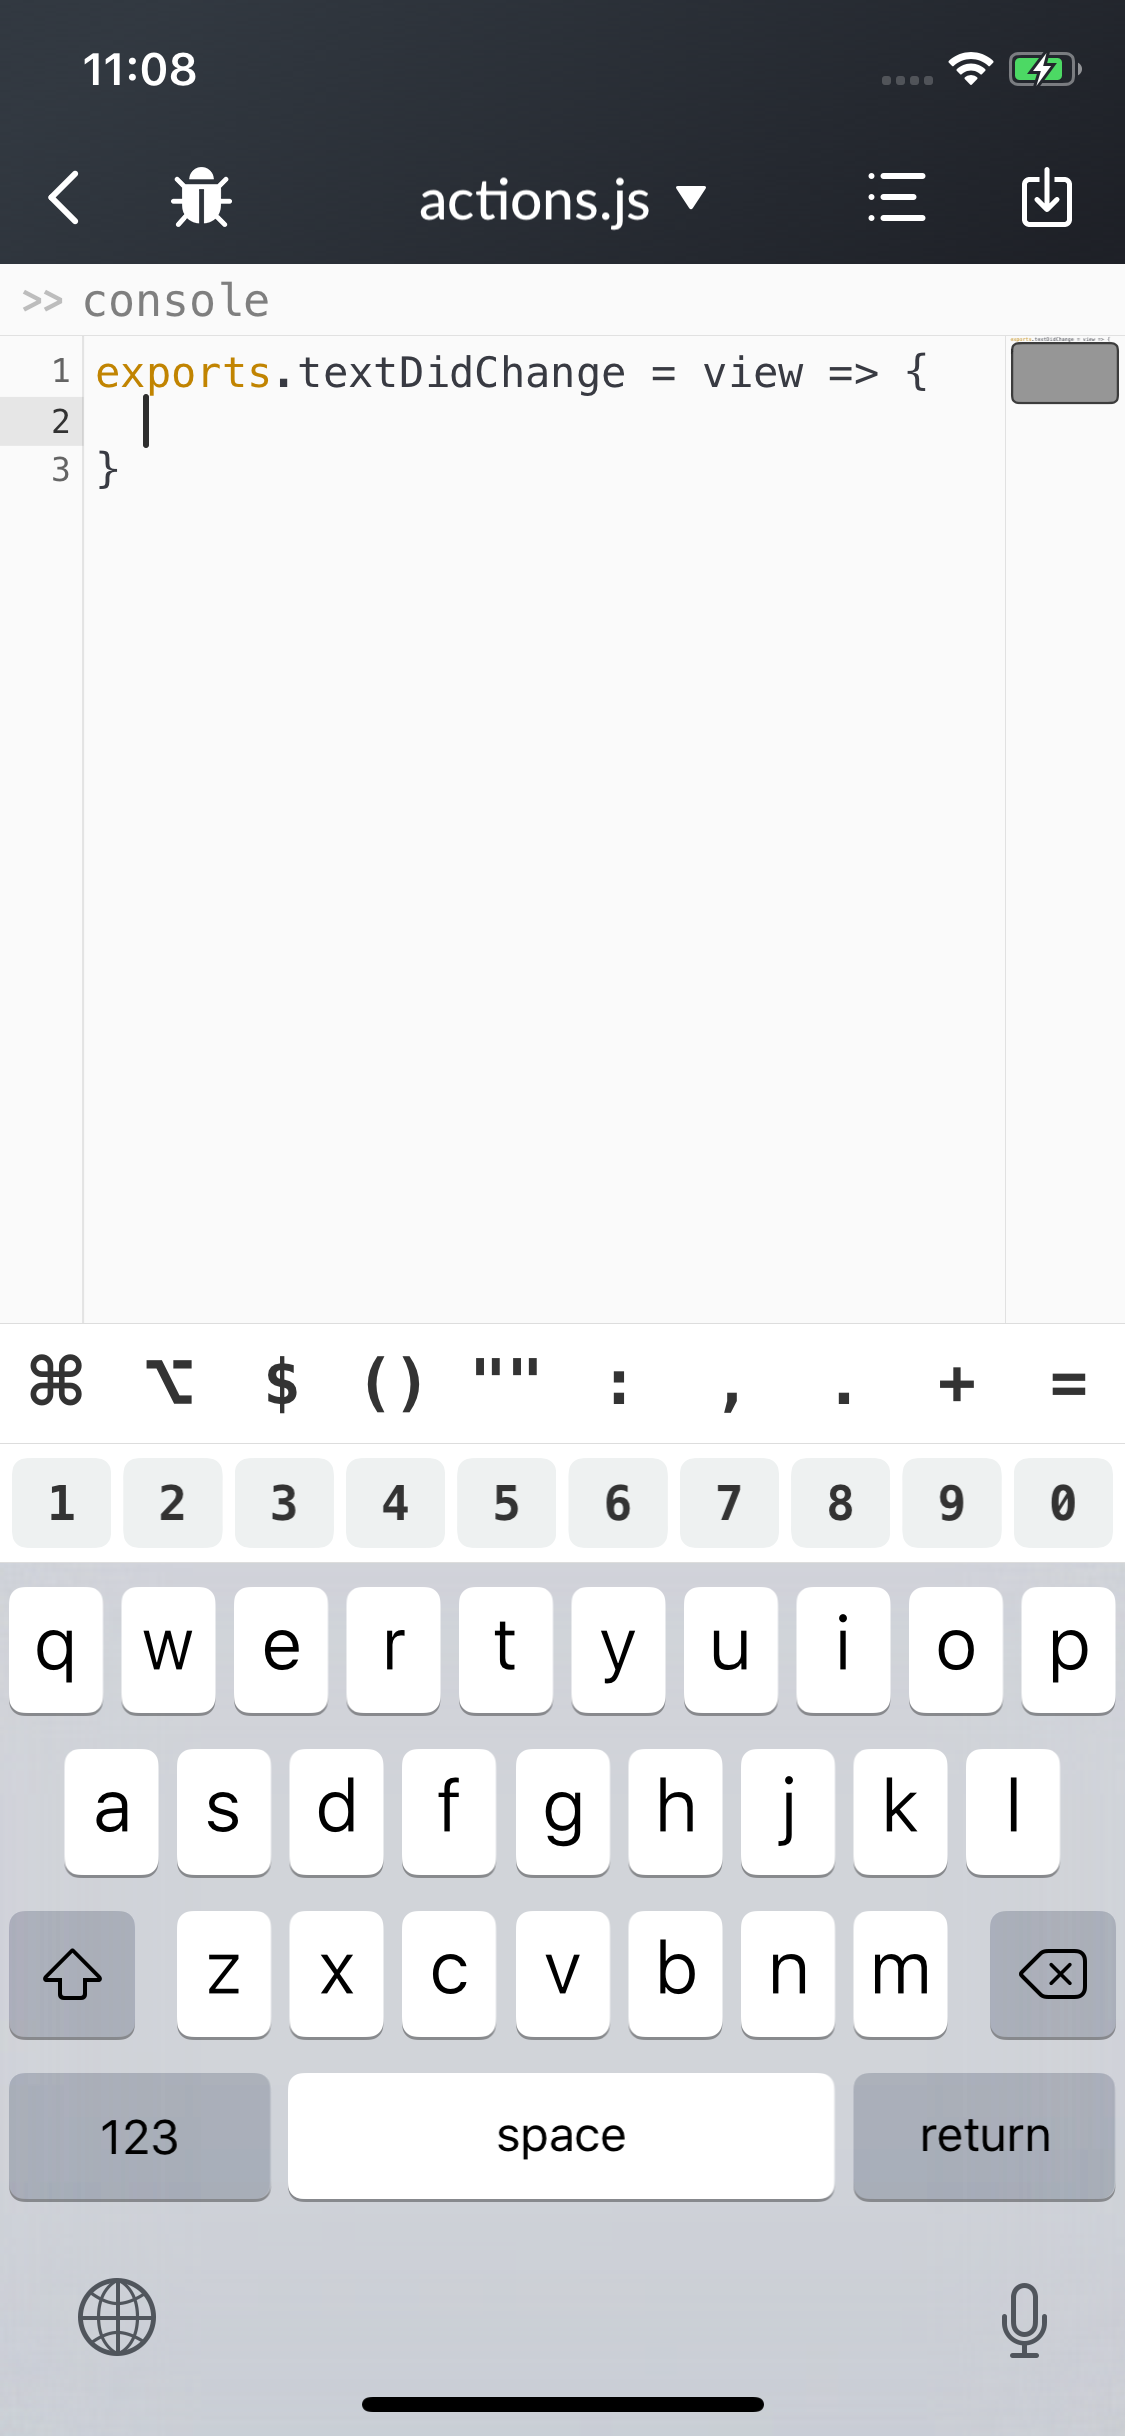 11:08
actions.js
>> console
1 exports.textDidChange = view => {
2
3 }
⌘ ⌥ $ () "" : , . + =
1 2 3 4 5 6 7 8 9 0
q w e r t y u i o p
a s d f g h j k l
z x c v b n m
123 space return